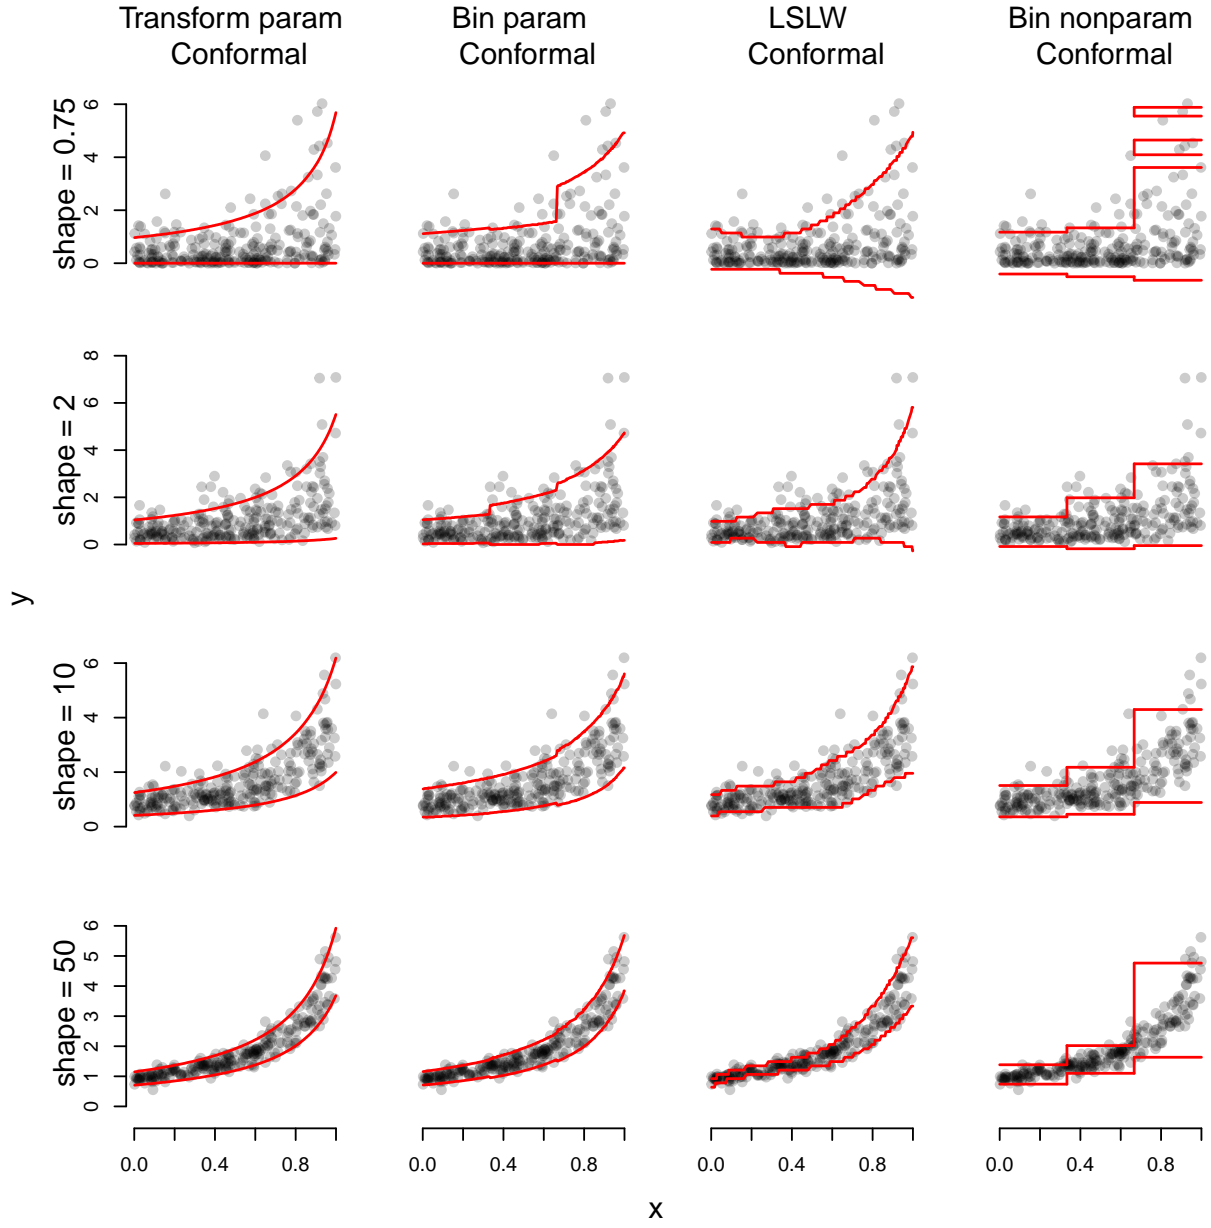 Transform param Conformal
Bin param Conformal
LSLW Conformal
Bin nonparam Conformal
shape = 0.75
0 2 4 6
shape = 2
0 2 4 6 8
shape = 10
0 2 4 6
shape = 50
0 1 2 3 4 5 6
y
0.0 0.4 0.8
0.0 0.4 0.8
0.0 0.4 0.8
0.0 0.4 0.8
x